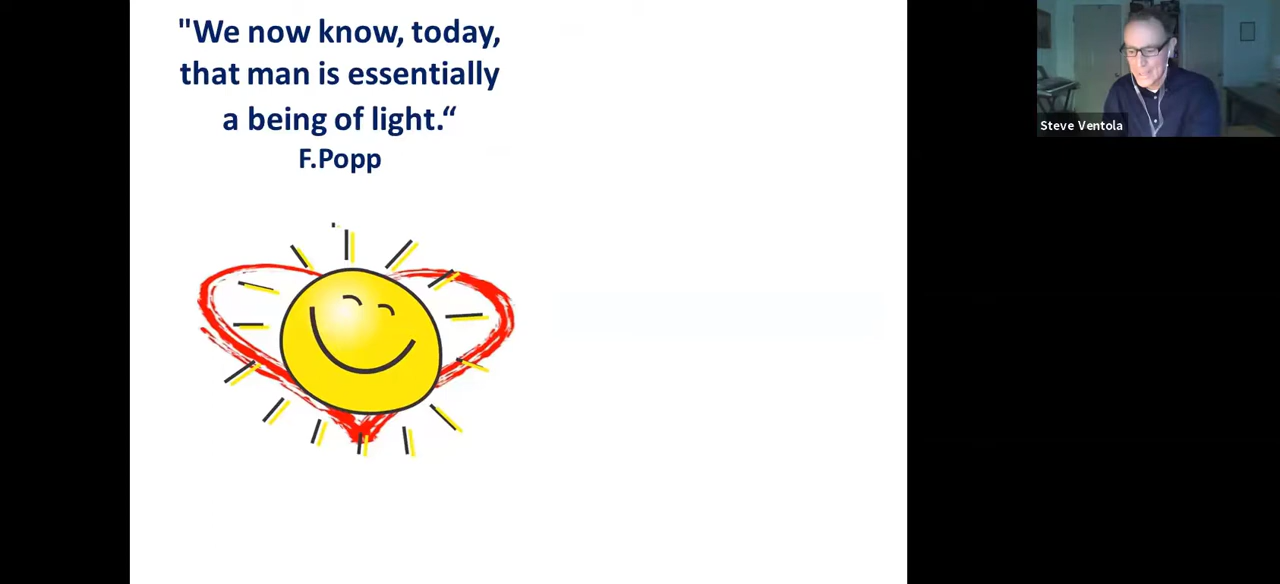 "We now know, today,
that man is essentially
a being of light.“
F.Popp
Steve Ventola